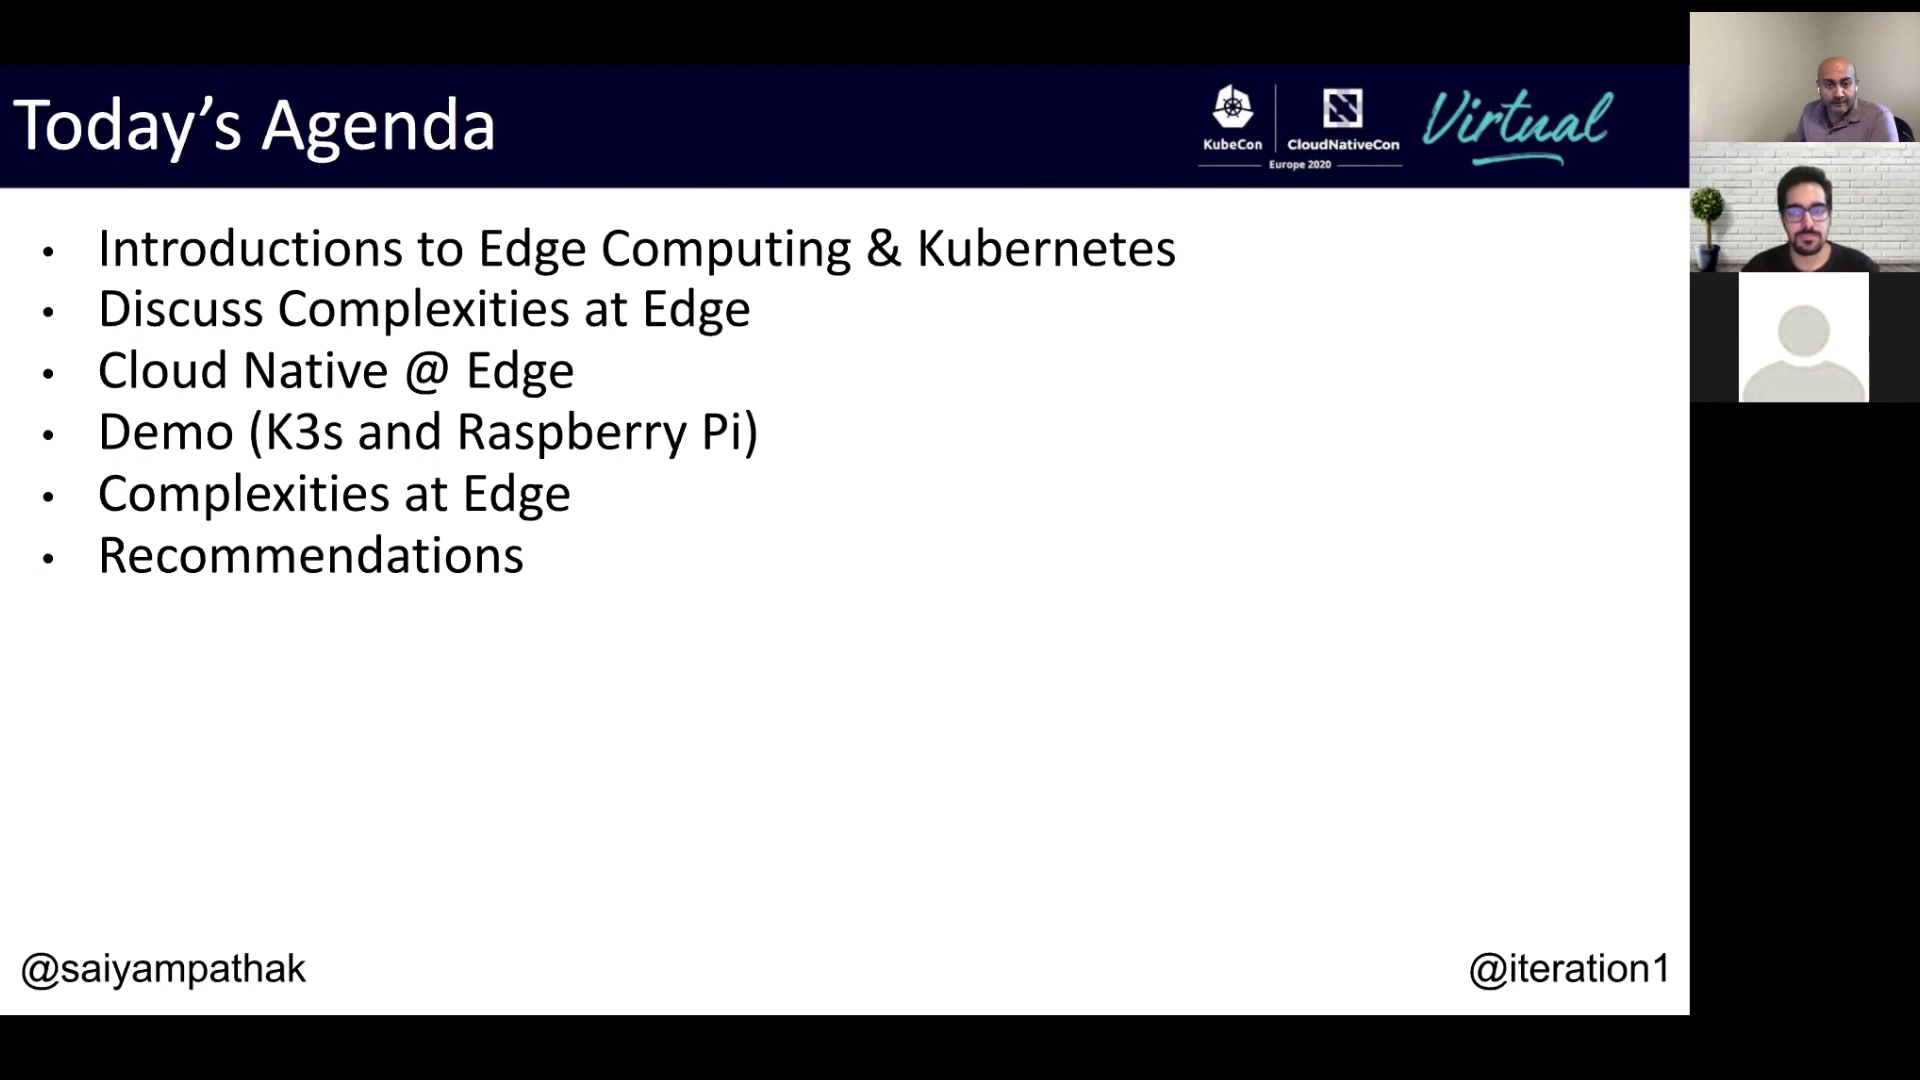 Today’s Agenda
KubeCon
CloudNativeCon
Europe 2020
Virtual
• Introductions to Edge Computing & Kubernetes
• Discuss Complexities at Edge
• Cloud Native @ Edge
• Demo (K3s and Raspberry Pi)
• Complexities at Edge
• Recommendations
@saiyampathak
@iteration1